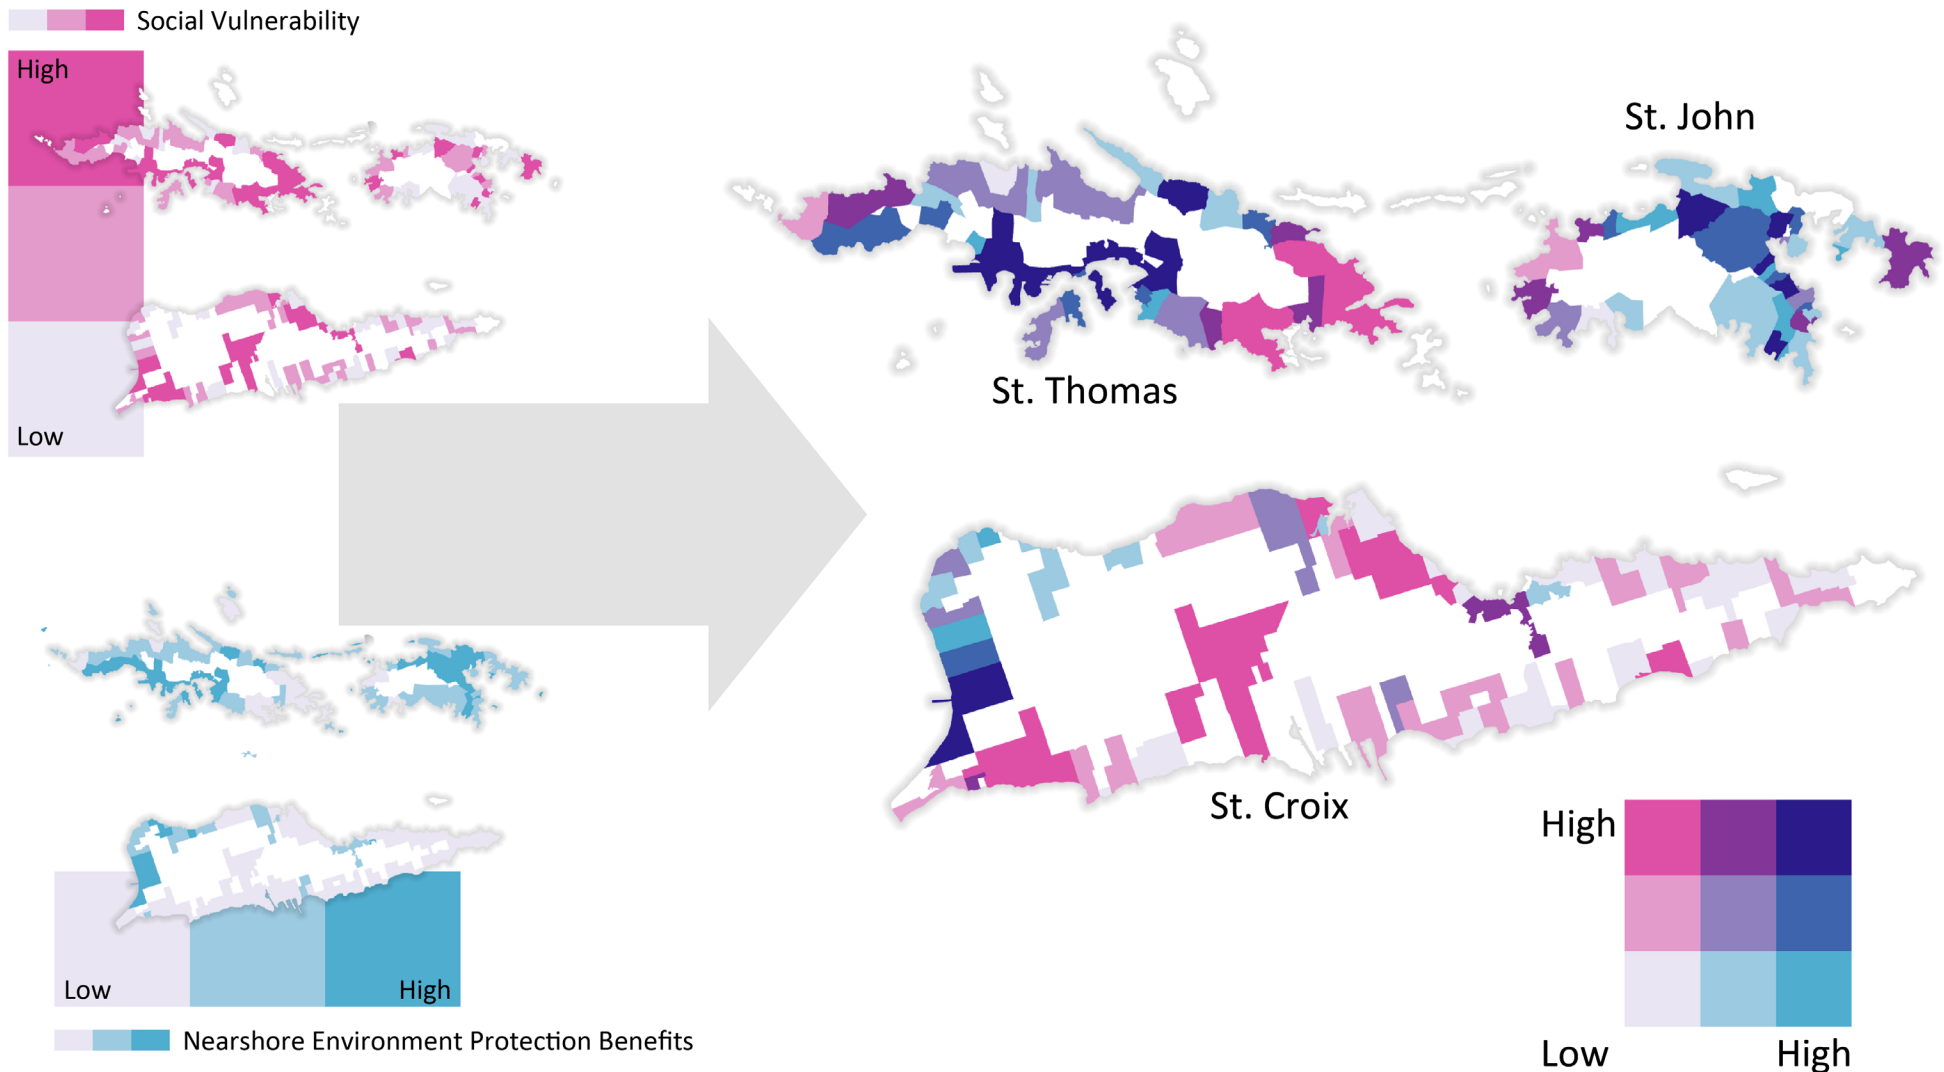 Social Vulnerability
High
Low
St. John
St. Thomas
St. Croix
Low
High
Nearshore Environment Protection Benefits
High
Low
High